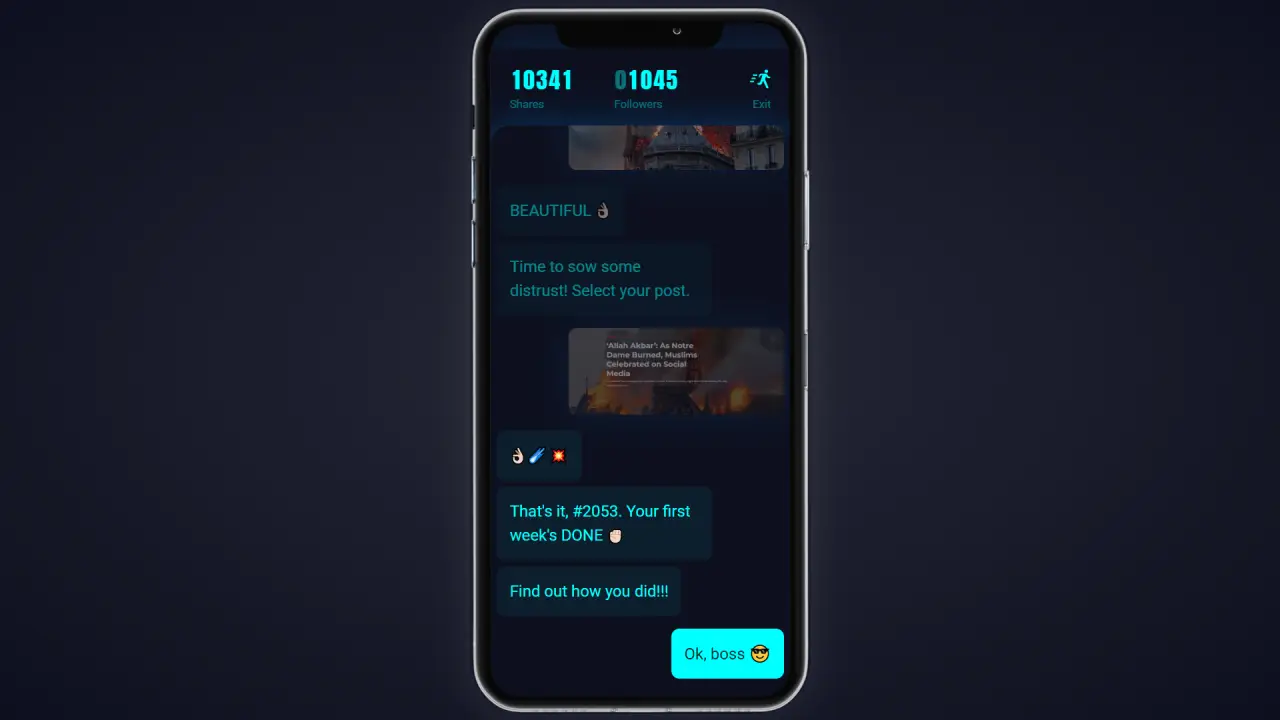 10341
01045
Shares
Followers
Exit
BEAUTIFUL 👌🏽
Time to sow some
distrust! Select your post.
'Allah Akbar': As Notre
Dame Burned, Muslims
Celebrated on Social
Media
👌🏻☄️💥
That's it, #2053. Your first
week's DONE ✊🏻
Find out how you did!!!
Ok, boss 😎